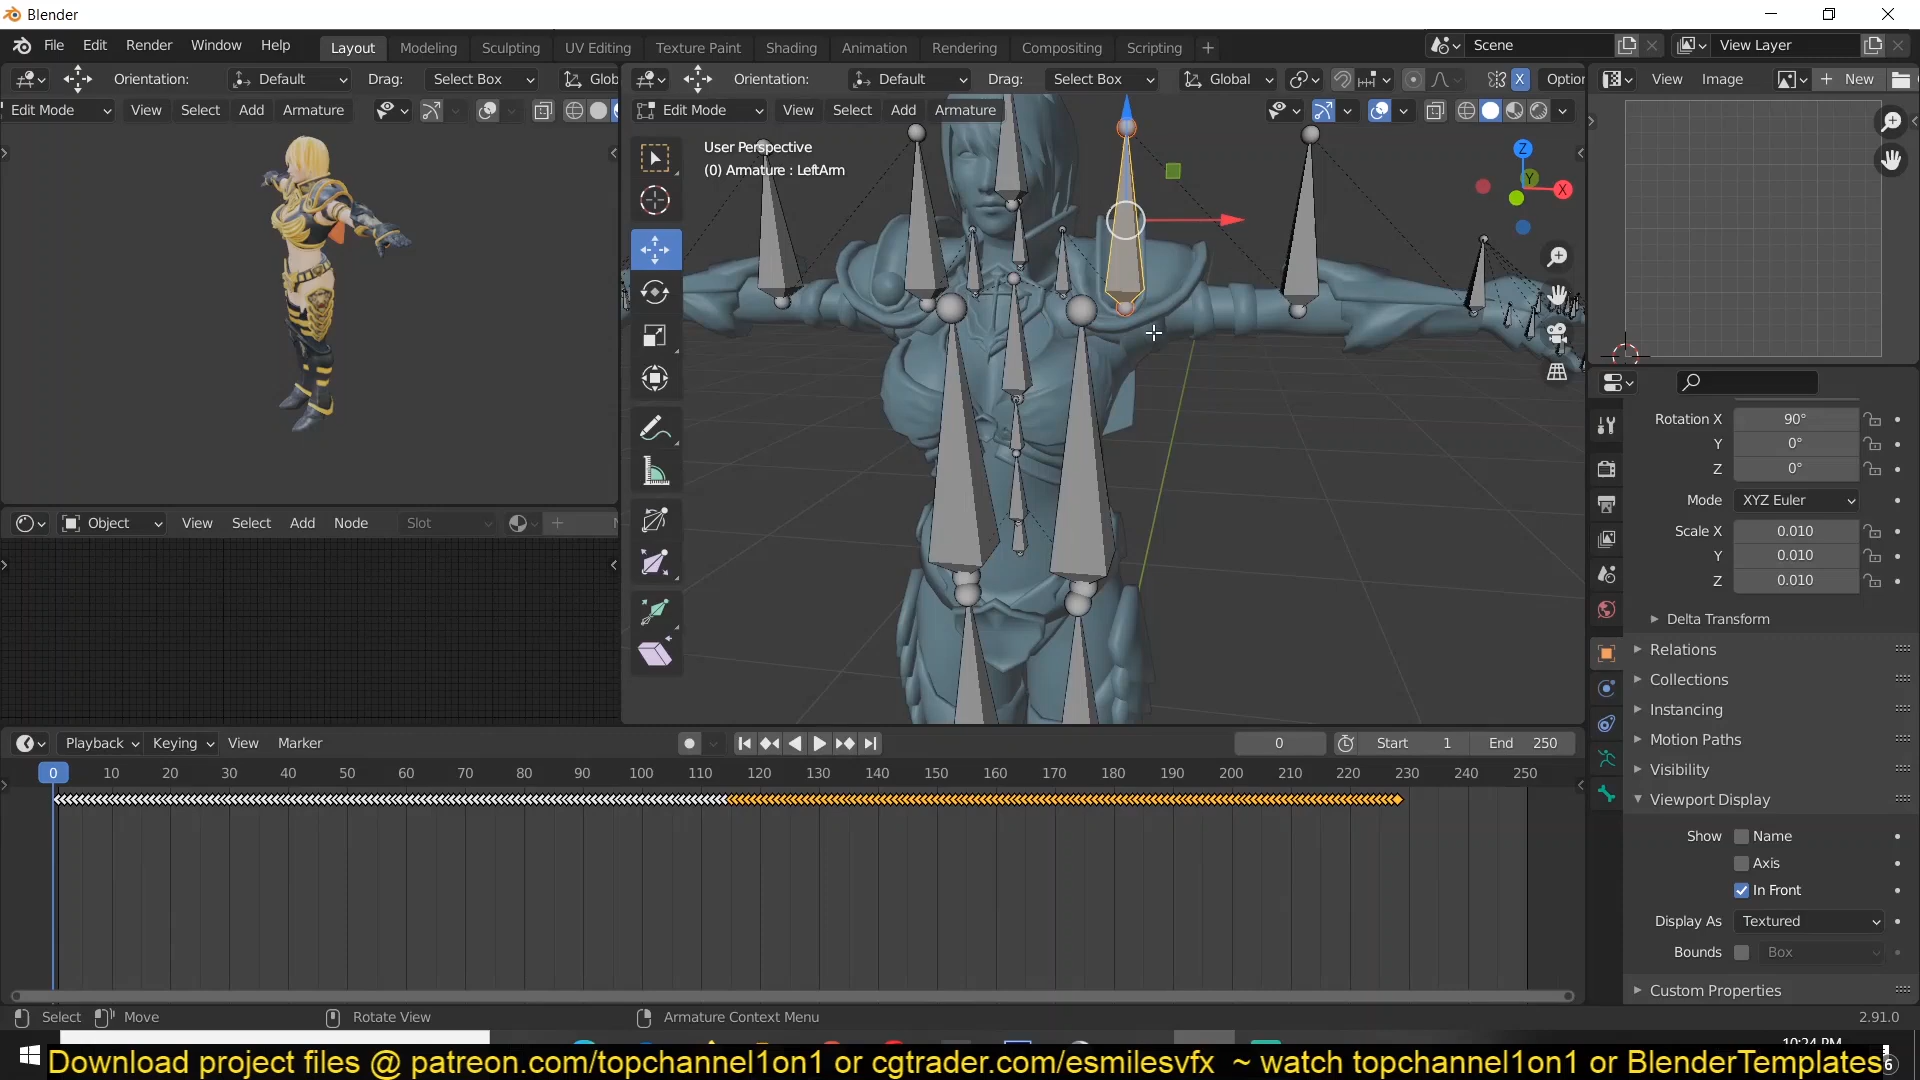 Blender
File Edit Render Window Help Layout Modeling Sculpting UV Editing Texture Paint Shading Animation Rendering Compositing Scripting + Scene View Layer
Orientation: Default Drag: Select Box Glob
Orientation: Default Drag: Select Box Global X Option
View Image + New
Edit Mode View Select Add Armature
Edit Mode View Select Add Armature
User Perspective
(0) Armature : LeftArm
Z
Y
X
Rotation X 90°
Y 0°
Z 0°
Mode XYZ Euler
Scale X 0.010
Y 0.010
Z 0.010
Delta Transform
Relations
Collections
Instancing
Motion Paths
Visibility
Viewport Display
Show Name
Axis
In Front
Display As Textured
Bounds Box
Custom Properties
Object View Select Add Node Slot
Playback Keying View Marker 0 Start 1 End 250
0 10 20 30 40 50 60 70 80 90 100 110 120 130 140 150 160 170 180 190 200 210 220 230 240 250
Select Move Rotate View Armature Context Menu 2.91.0
10:24 PM
Download project files @ patreon.com/topchannel1on1 or cgtrader.com/esmilesvfx ~ watch topchannel1on1 or BlenderTemplates
6